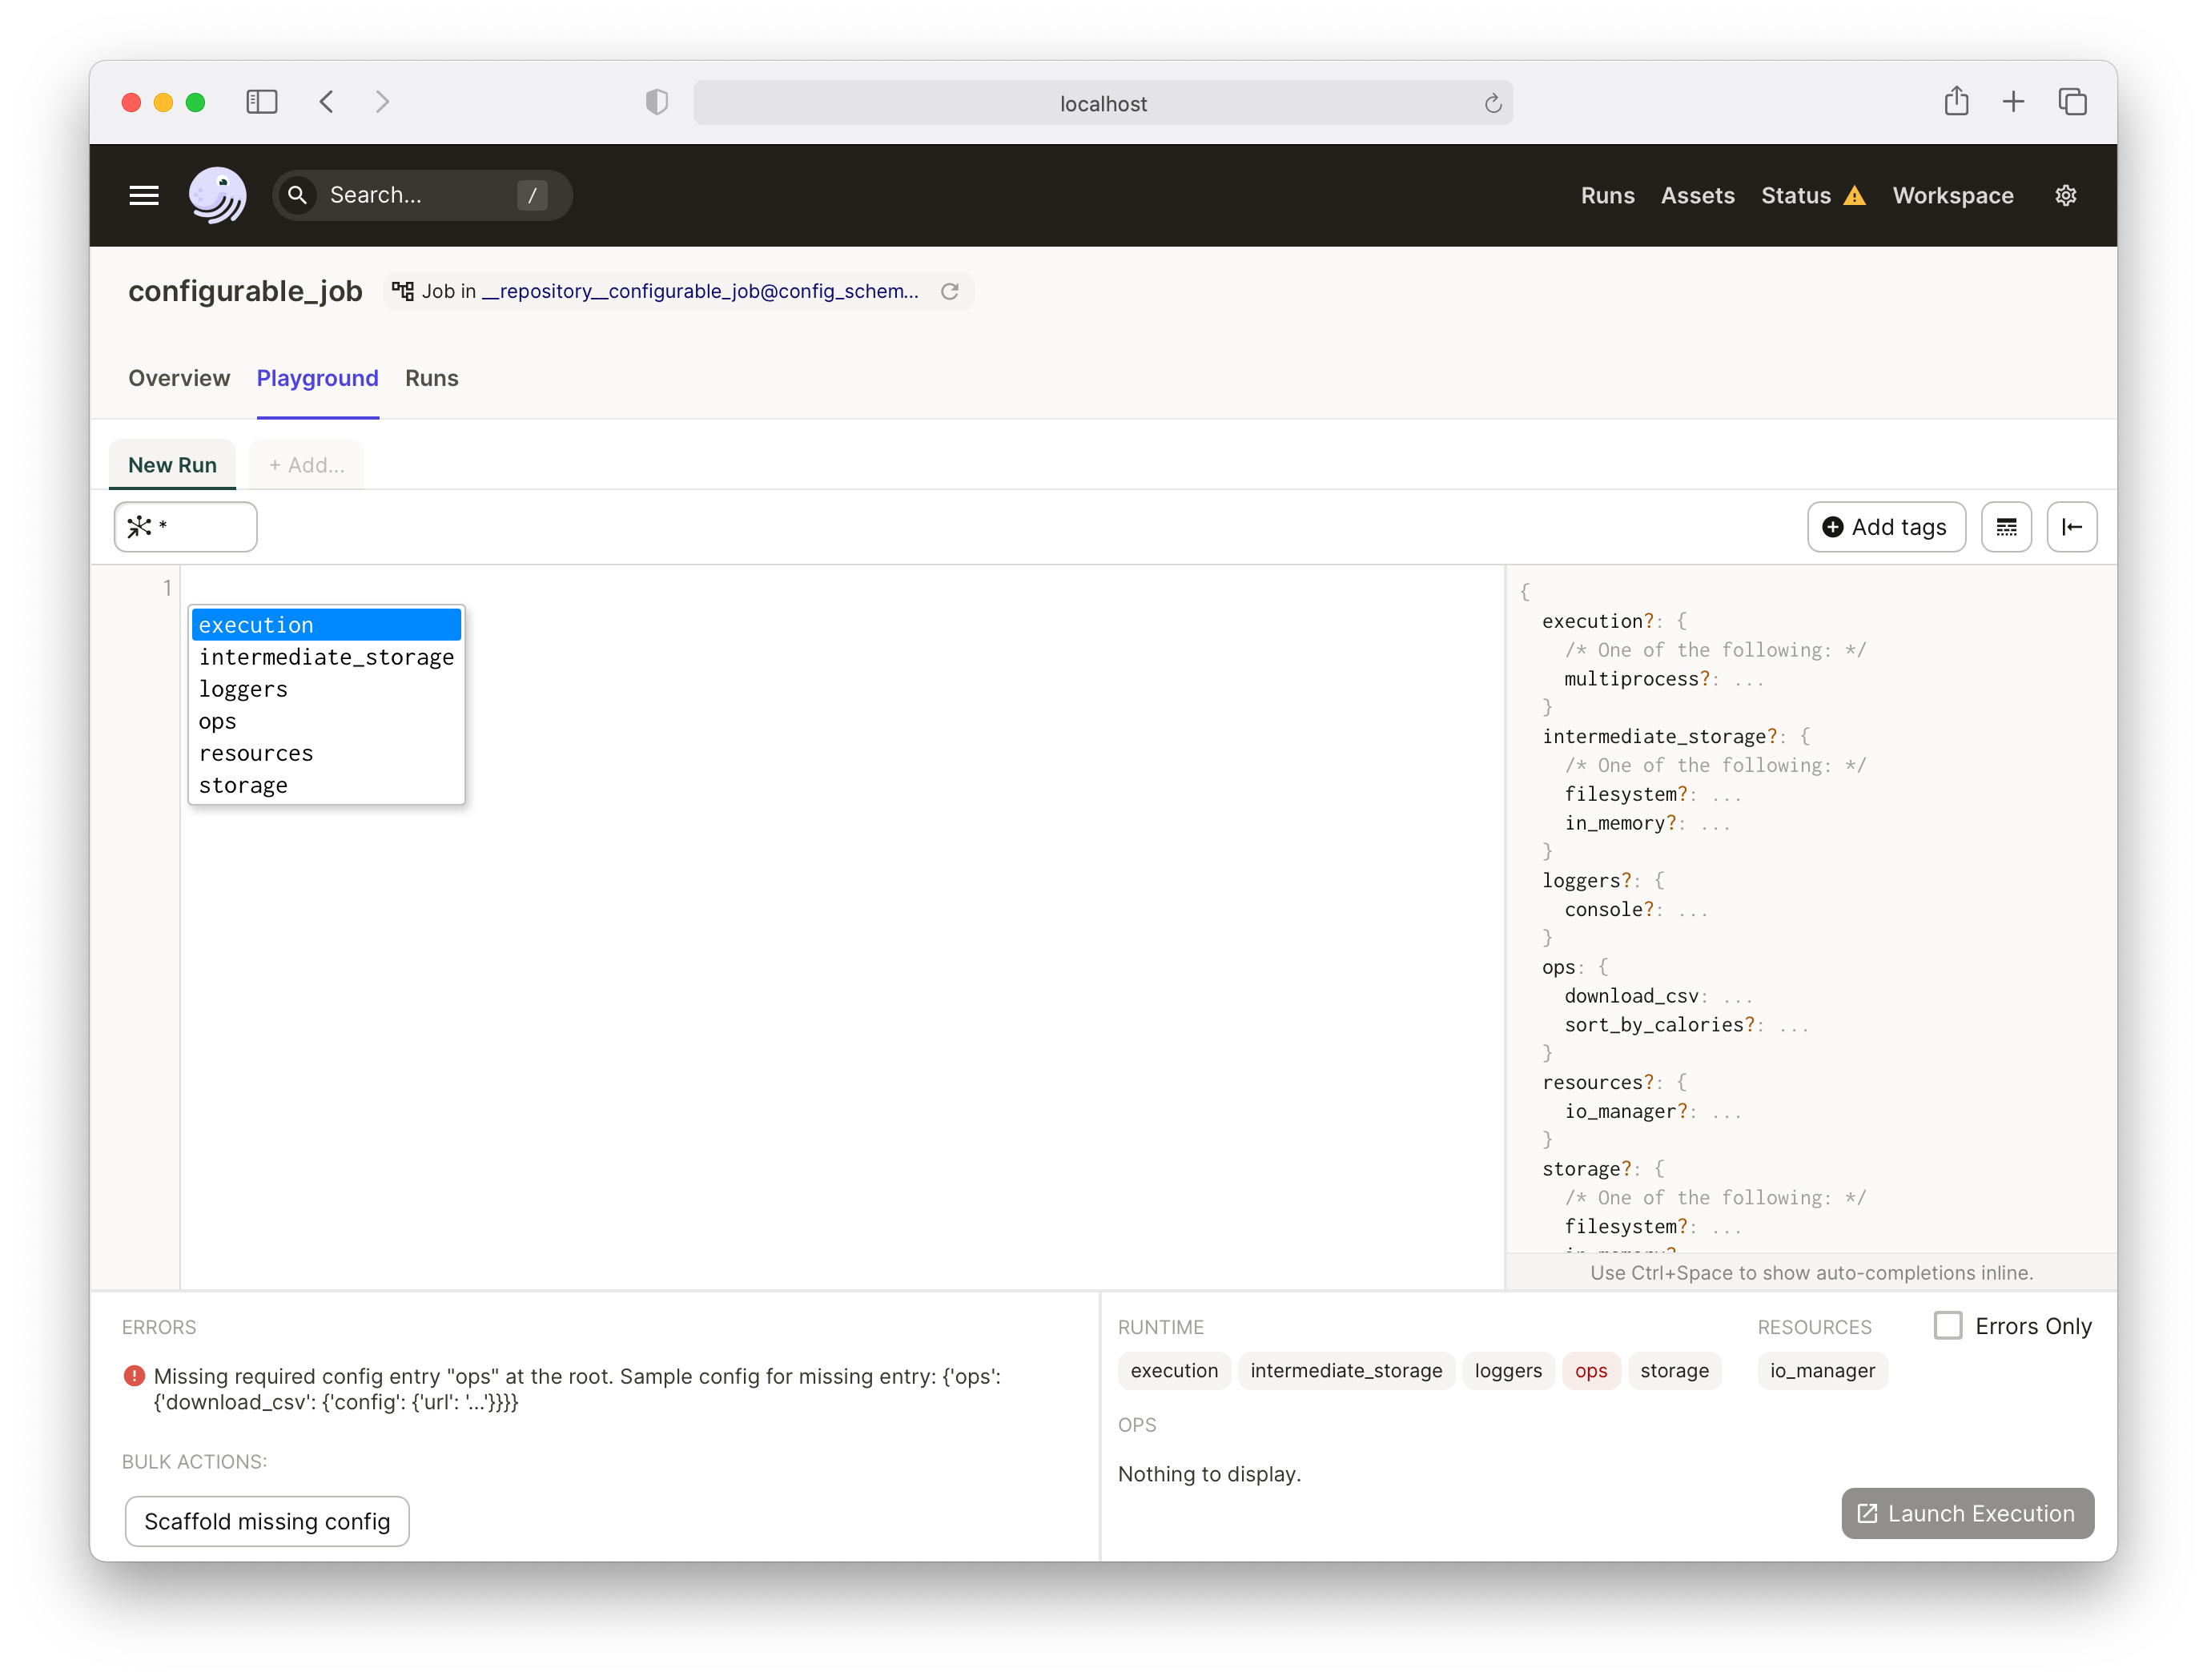 localhost
Search... /
Runs Assets Status Workspace
configurable_job Job in __repository__configurable_job@config_schem...
Overview Playground Runs
New Run + Add...
* Add tags
1
execution
intermediate_storage
loggers
ops
resources
storage
{
execution?: {
/* One of the following: */
multiprocess?: ...
}
intermediate_storage?: {
/* One of the following: */
filesystem?: ...
in_memory?: ...
}
loggers?: {
console?: ...
}
ops: {
download_csv: ...
sort_by_calories?: ...
}
resources?: {
io_manager?: ...
}
storage?: {
/* One of the following: */
filesystem?: ...
Use Ctrl+Space to show auto-completions inline.
ERRORS
Missing required config entry "ops" at the root. Sample config for missing entry: {'ops':
{'download_csv': {'config': {'url': '...'}}}}
BULK ACTIONS:
Scaffold missing config
RUNTIME
execution intermediate_storage loggers ops storage
RESOURCES
io_manager
Errors Only
OPS
Nothing to display.
Launch Execution